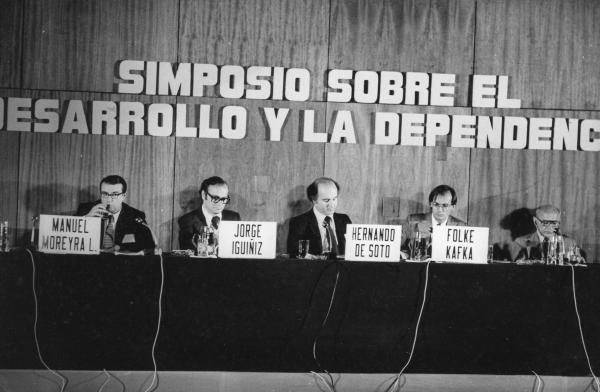 SIMPOSIO SOBRE EL
DESARROLLO Y LA DEPENDENC
MANUEL
MOREYRA L.
JORGE
IGUIÑIZ
HERNANDO
DE SOTO
FOLKE
KAFKA